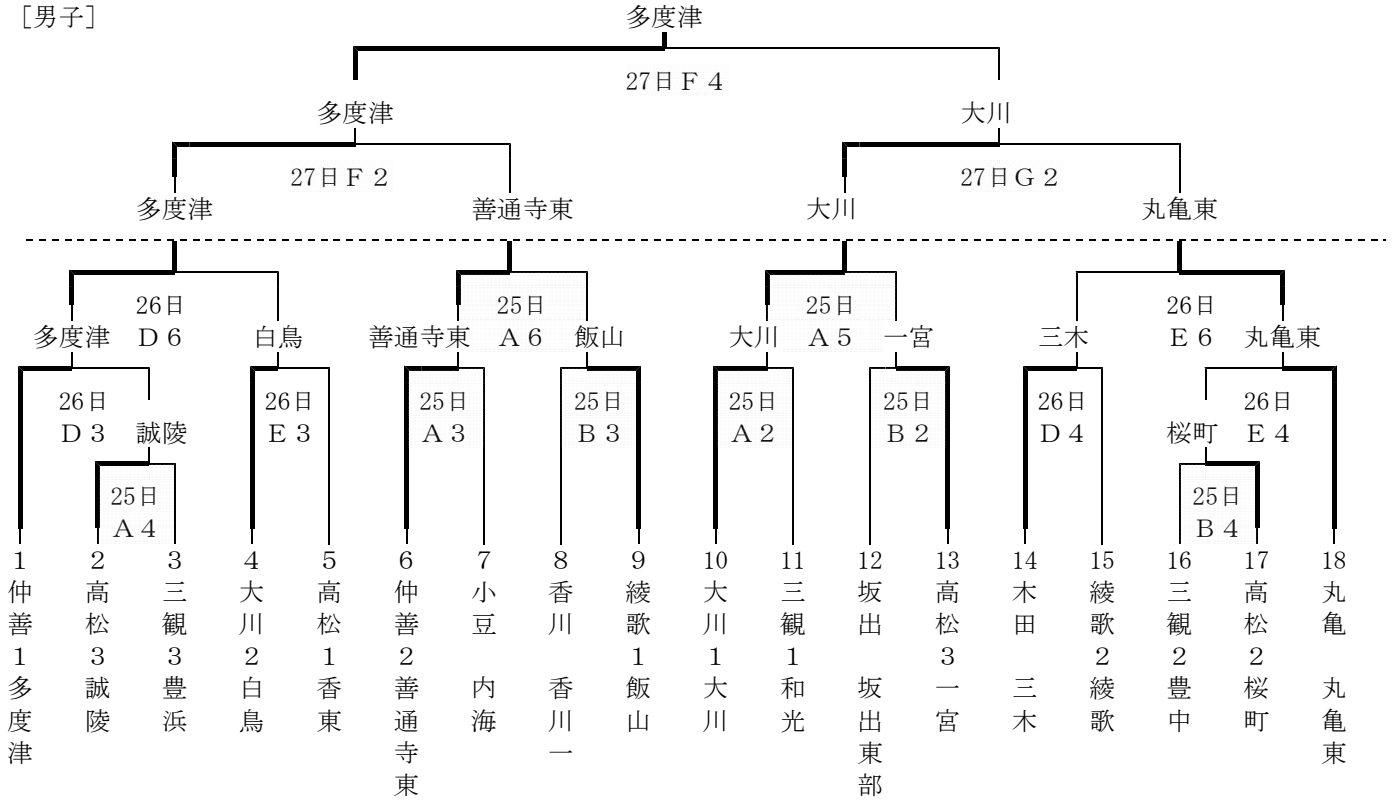 ［男子］
多度津
27日Ｆ４
多度津
大川
27日Ｆ２
27日Ｇ２
多度津
善通寺東
大川
丸亀東
26日
25日
25日
26日
多度津
Ｄ６
白鳥
善通寺東
Ａ６
飯山
大川
Ａ５
一宮
三木
Ｅ６
丸亀東
26日
26日
25日
25日
25日
25日
26日
26日
Ｄ３
誠陵
Ｅ３
Ａ３
Ｂ３
Ａ２
Ｂ２
Ｄ４
桜町
Ｅ４
25日
Ａ４
25日
Ｂ４
1
仲善１多度津
2
高松３誠陵
3
三観３豊浜
4
大川２白鳥
5
高松１香東
6
仲善２善通寺東
7
小豆　内海
8
香川　香川一
9
綾歌１飯山
10
大川１大川
11
三観１和光
12
坂出　坂出東部
13
高松３一宮
14
木田　三木
15
綾歌２綾歌
16
三観２豊中
17
高松２桜町
18
丸亀　丸亀東